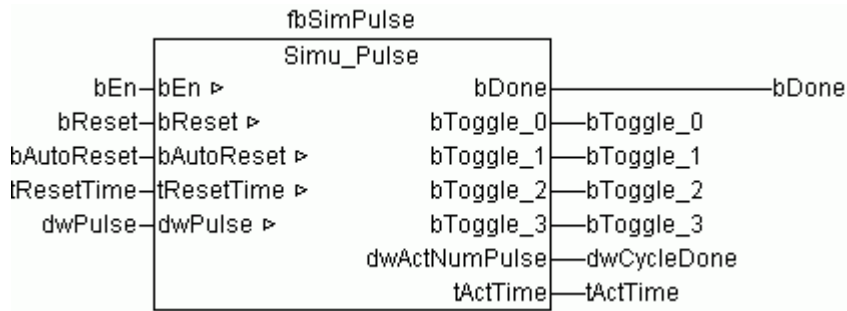 fbSimPulse
Simu_Pulse
bEn bEn bDone bDone
bReset bReset bToggle_0 bToggle_0
bAutoReset bAutoReset bToggle_1 bToggle_1
tResetTime tResetTime bToggle_2 bToggle_2
dwPulse dwPulse bToggle_3 bToggle_3
dwActNumPulse dwCycleDone
tActTime tActTime